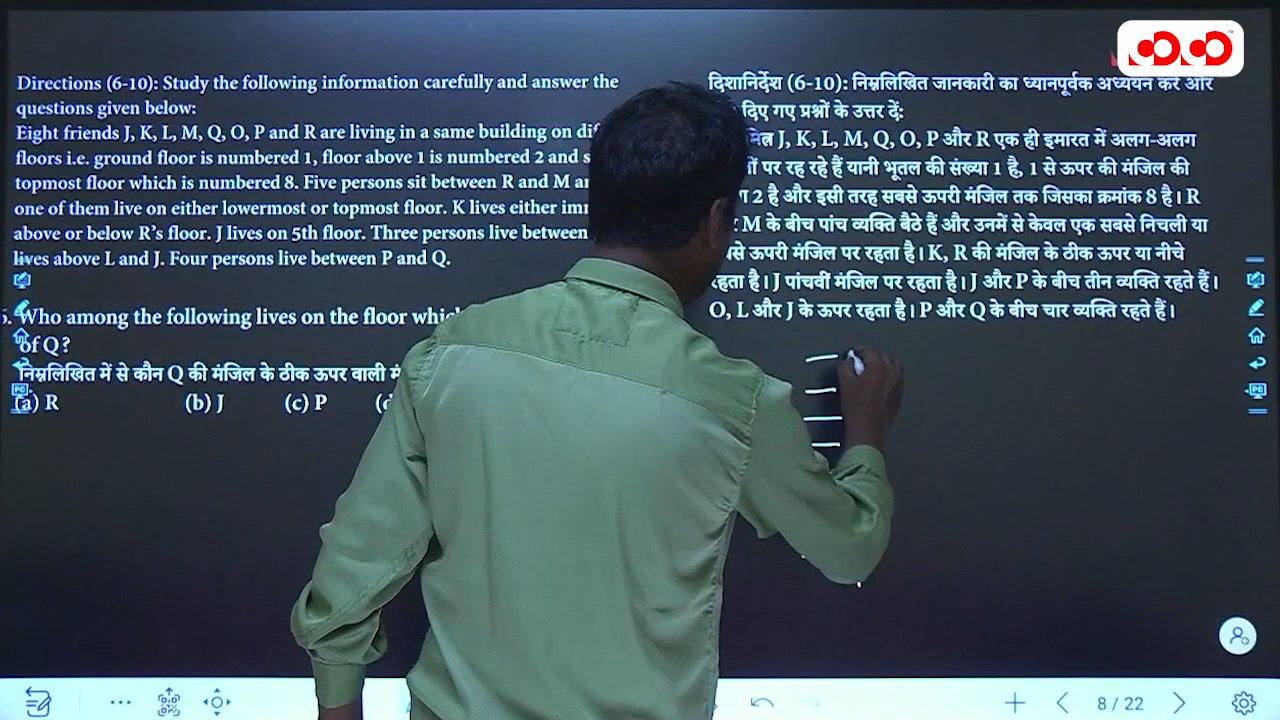 Directions (6-10): Study the following information carefully and answer the
questions given below:
Eight friends J, K, L, M, Q, O, P and R are living in a same building on
floors i.e. ground floor is numbered 1, floor above 1 is numbered 2 and
topmost floor which is numbered 8. Five persons sit between R and M
one of them live on either lowermost or topmost floor. K lives either
above or below R's floor. J lives on 5th floor. Three persons live between
lives above L and J. Four persons live between P and Q.
Who among the following lives on the floor
of Q?
निम्नलिखित में से कौन Q की मंजिल के ठीक ऊपर वाली
(a) R (b) J (c) P
दिशानिर्देश (6-10): निम्नलिखित जानकारी का ध्यानपूर्वक अध्ययन करें और
दिए गए प्रश्नों के उत्तर दें:
J, K, L, M, Q, O, P और R एक ही इमारत में अलग-अलग
पर रह रहे हैं यानी भूतल की संख्या 1 है, 1 से ऊपर की मंजिल की
2 है और इसी तरह सबसे ऊपरी मंजिल तक जिसका क्रमांक 8 है। R
M के बीच पांच व्यक्ति बैठे हैं और उनमें से केवल एक सबसे निचली या
ऊपरी मंजिल पर रहता है। K, R की मंजिल के ठीक ऊपर या नीचे
रहता है। J पांचवीं मंजिल पर रहता है। J और P के बीच तीन व्यक्ति रहते हैं।
O, L और J के ऊपर रहता है। P और Q के बीच चार व्यक्ति रहते हैं।
8 / 22